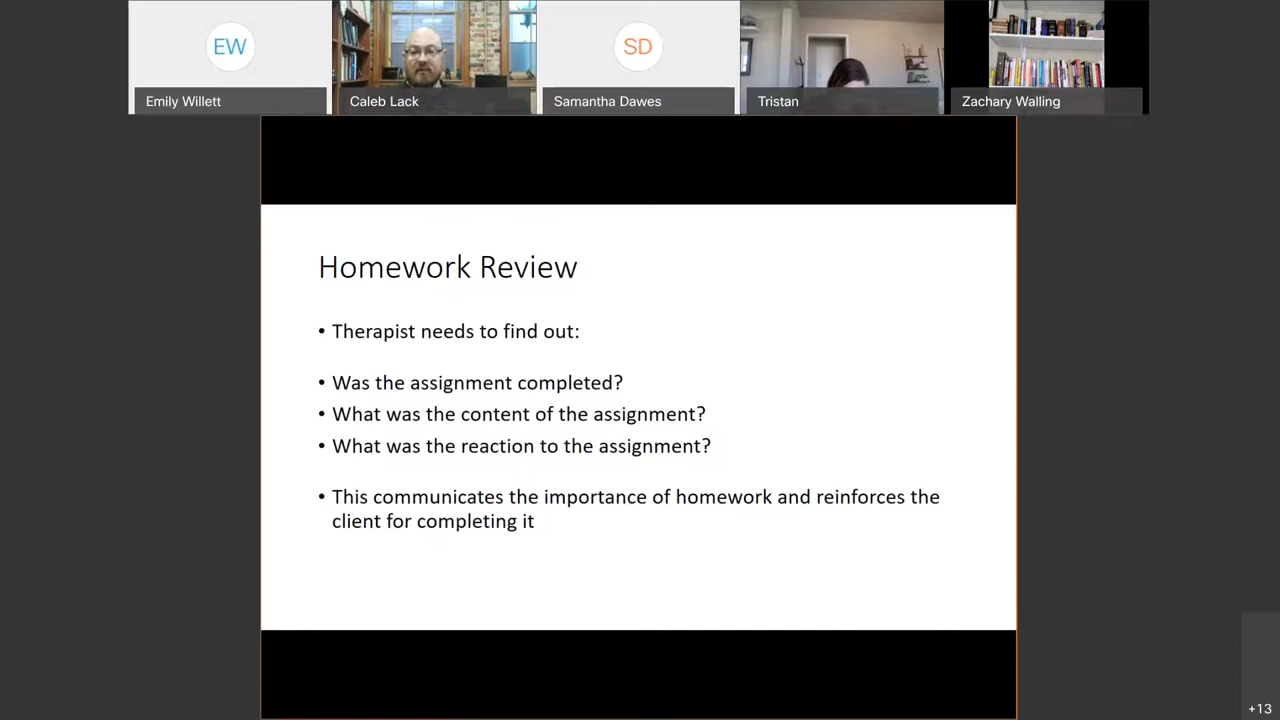 EW
SD
Emily Willett
Caleb Lack
Samantha Dawes
Tristan
Zachary Walling
Homework Review
• Therapist needs to find out:
• Was the assignment completed?
• What was the content of the assignment?
• What was the reaction to the assignment?
• This communicates the importance of homework and reinforces the
client for completing it
+13